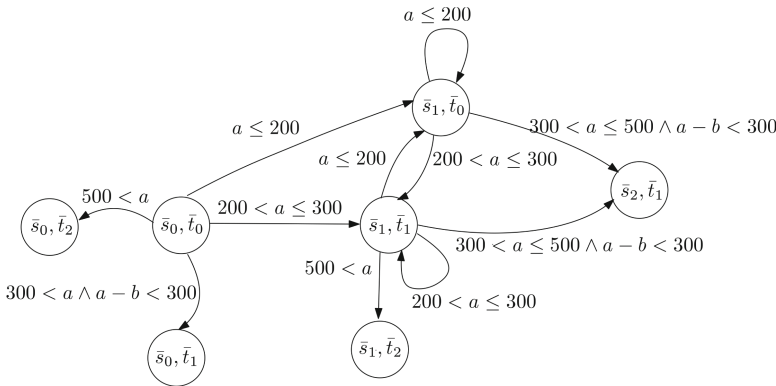 a ≤ 200
s̄₁, t̄₀
a ≤ 200
300 < a ≤ 500 ∧ a − b < 300
a ≤ 200
200 < a ≤ 300
s̄₂, t̄₁
500 < a
s̄₀, t̄₂
s̄₀, t̄₀
200 < a ≤ 300
s̄₁, t̄₁
300 < a ≤ 500 ∧ a − b < 300
500 < a
300 < a ∧ a − b < 300
200 < a ≤ 300
s̄₀, t̄₁
s̄₁, t̄₂